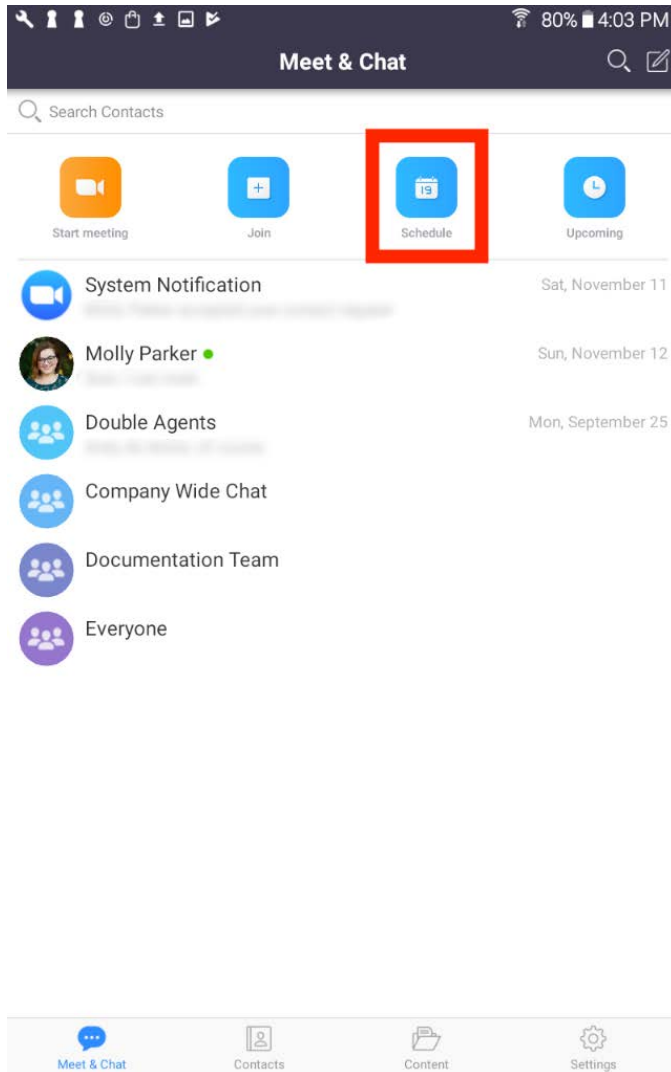 80% 4:03 PM
Meet & Chat
Search Contacts
19
Start meeting Join Schedule Upcoming
System Notification Sat, November 11
Molly Parker Sun, November 12
Double Agents Mon, September 25
Company Wide Chat
Documentation Team
Everyone
Meet & Chat Contacts Content Settings